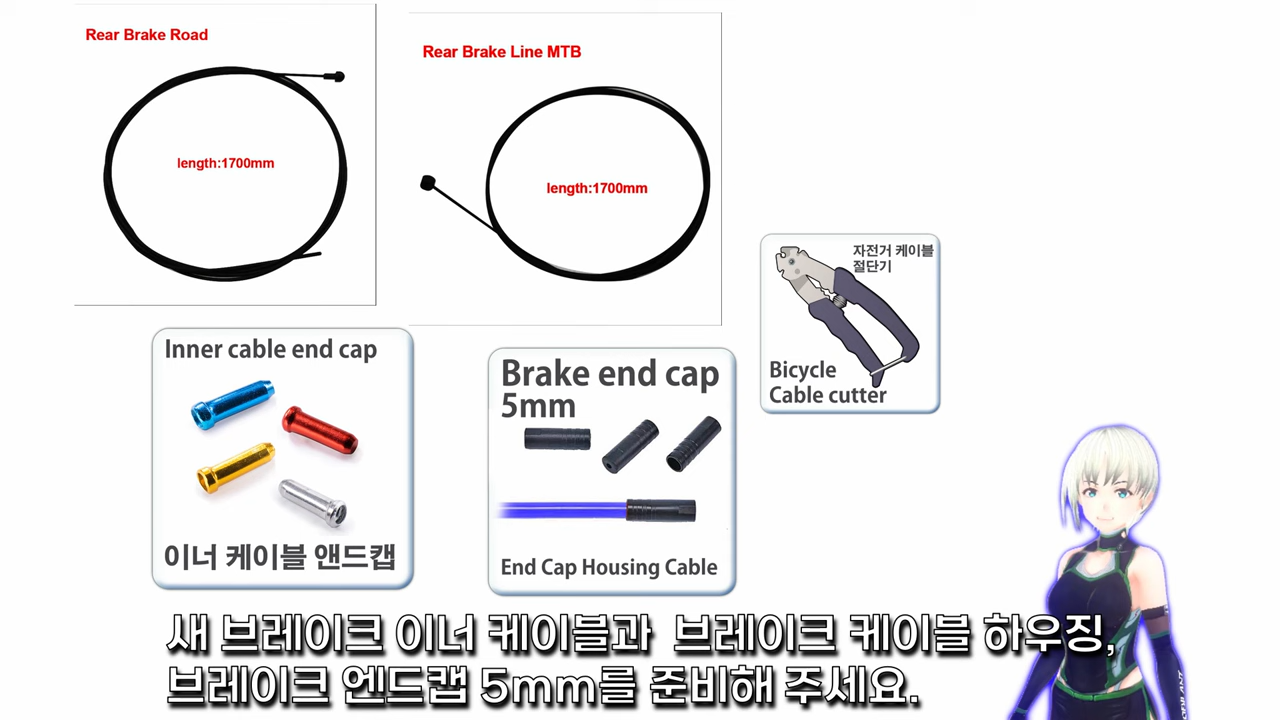 Rear Brake Road
length:1700mm
Rear Brake Line MTB
length:1700mm
자전거 케이블
절단기
Bicycle
Cable cutter
Inner cable end cap
이너 케이블 앤드캡
Brake end cap
5mm
End Cap Housing Cable
새 브레이크 이너 케이블과 브레이크 케이블 하우징,
브레이크 엔드캡 5mm를 준비해 주세요.